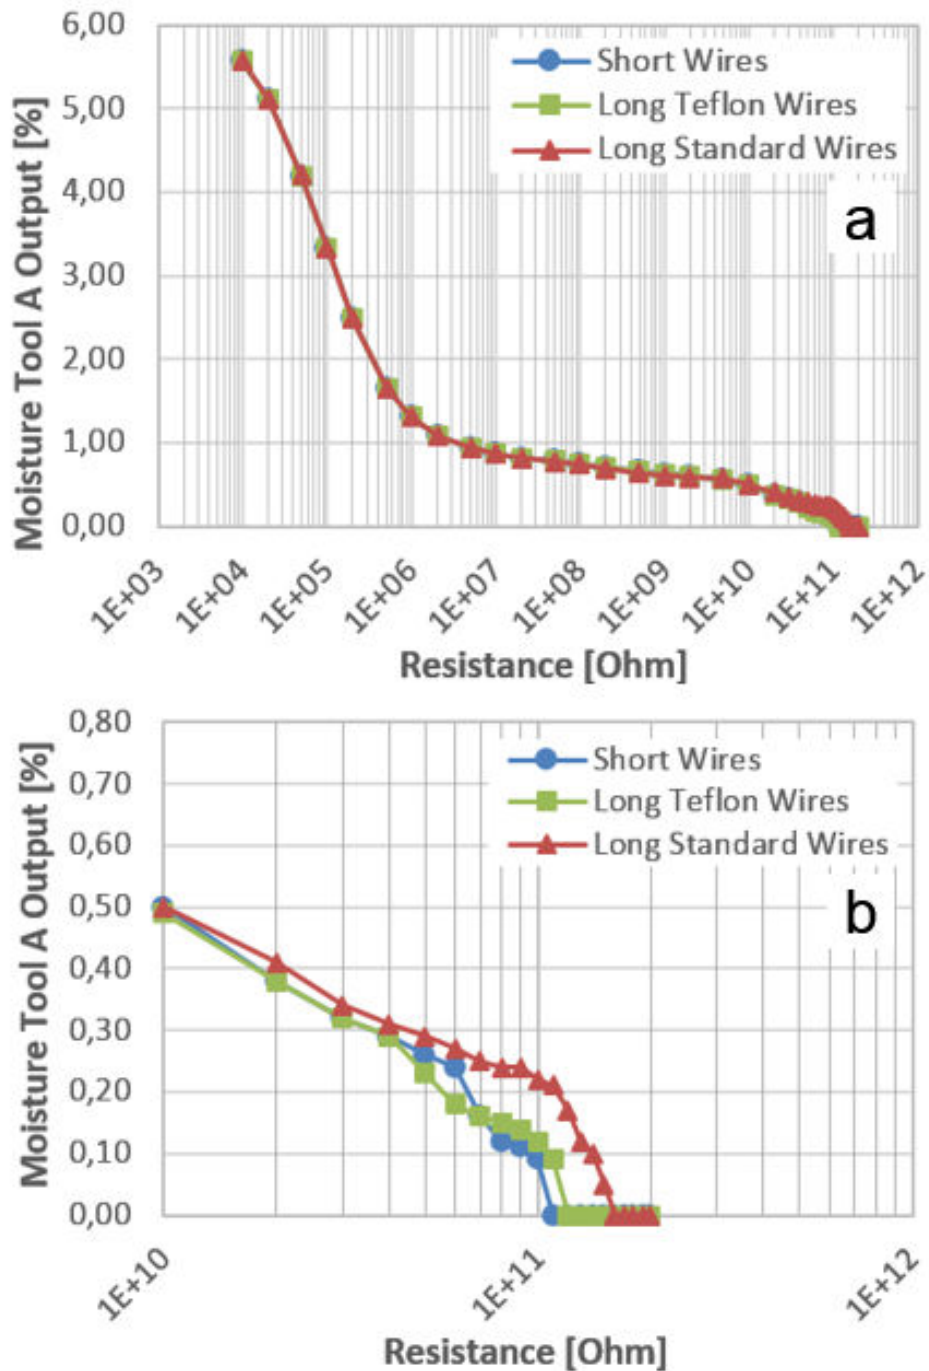 6,00
5,00
4,00
3,00
2,00
1,00
0,00
Moisture Tool A Output [%]
Short Wires
Long Teflon Wires
Long Standard Wires
a
1E+03
1E+04
1E+05
1E+06
1E+07
1E+08
1E+09
1E+10
1E+11
1E+12
Resistance [Ohm]
0,80
0,70
0,60
0,50
0,40
0,30
0,20
0,10
0,00
Moisture Tool A Output [%]
Short Wires
Long Teflon Wires
Long Standard Wires
b
1E+10
1E+11
1E+12
Resistance [Ohm]